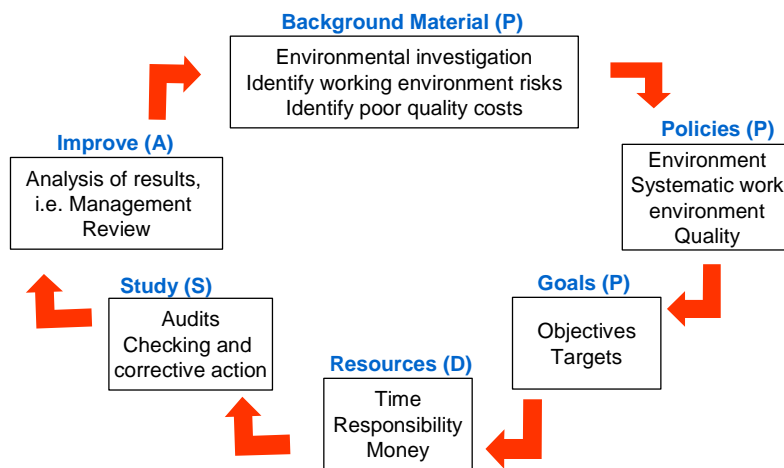 Background Material (P)
Environmental investigation
Identify working environment risks
Identify poor quality costs
Policies (P)
Environment
Systematic work
environment
Quality
Goals (P)
Objectives
Targets
Resources (D)
Time
Responsibility
Money
Study (S)
Audits
Checking and
corrective action
Improve (A)
Analysis of results,
i.e. Management
Review